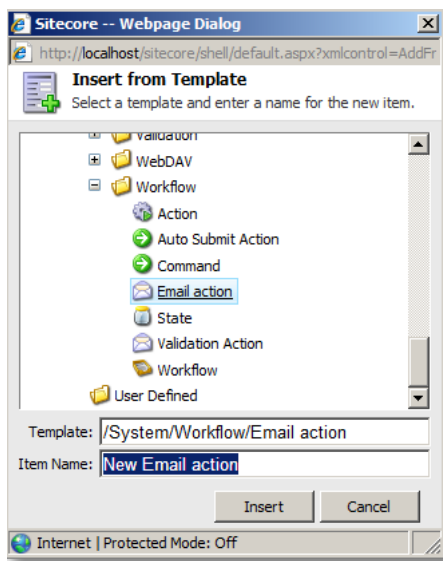 Sitecore -- Webpage Dialog
http://localhost/sitecore/shell/default.aspx?xmlcontrol=AddFr
Insert from Template
Select a template and enter a name for the new item.
Validation
WebDAV
Workflow
Action
Auto Submit Action
Command
Email action
State
Validation Action
Workflow
User Defined
Template: /System/Workflow/Email action
Item Name: New Email action
Insert Cancel
Internet | Protected Mode: Off